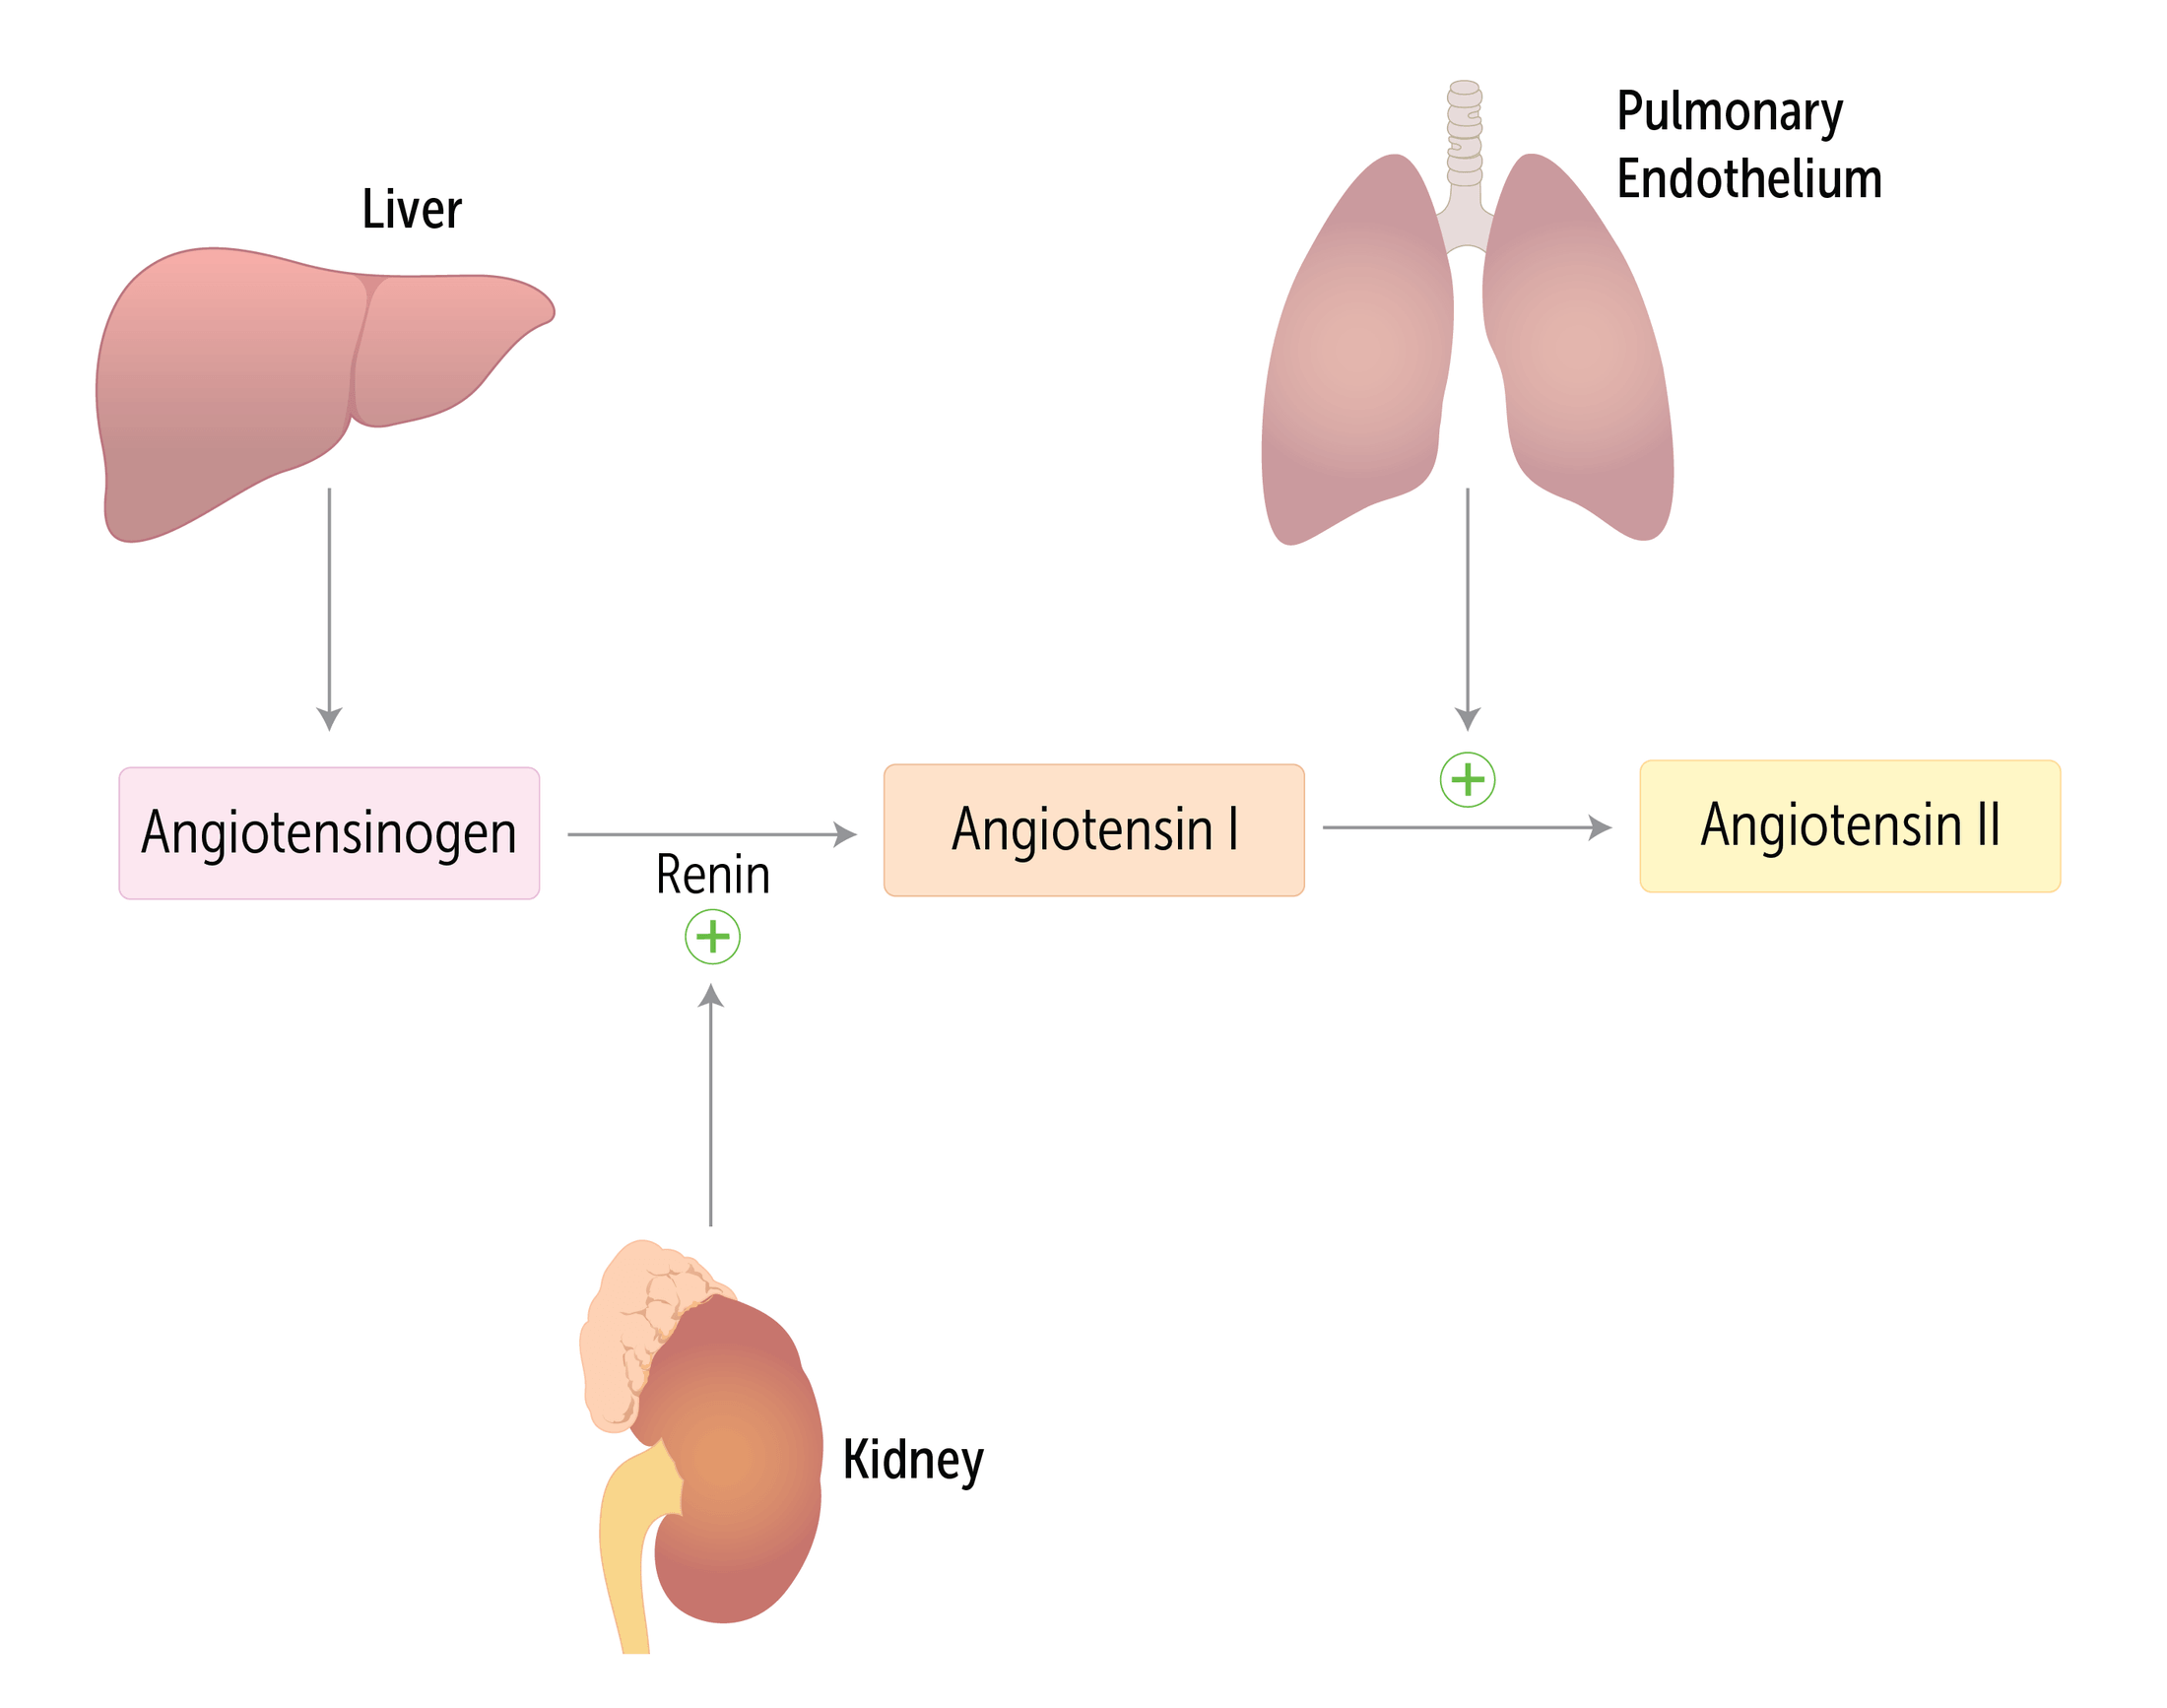 Pulmonary
Endothelium
Liver
Angiotensinogen
Renin
Angiotensin I
Angiotensin II
Kidney